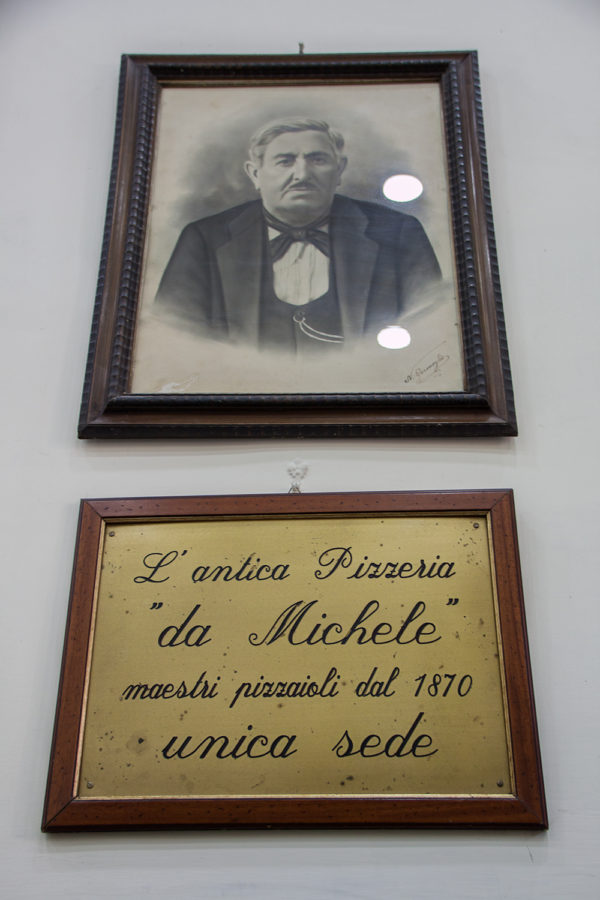 L' antica Pizzeria
"da Michele"
maestri pizzaioli dal 1870
unica sede